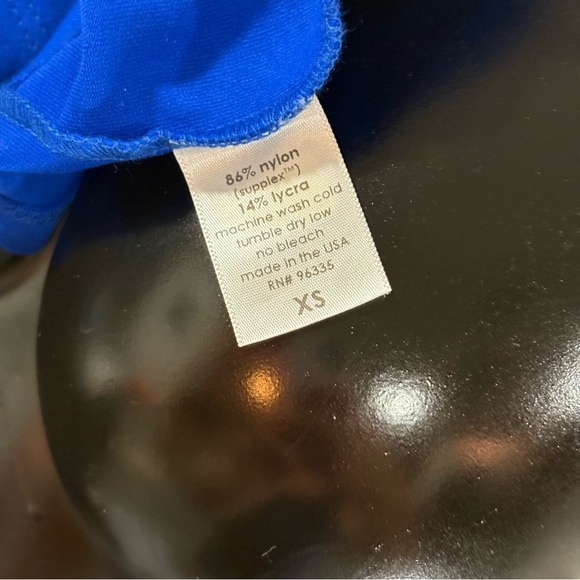 86% nylon
(supplex™)
14% lycra
machine wash cold
tumble dry low
no bleach
made in the USA
RN# 96335
XS